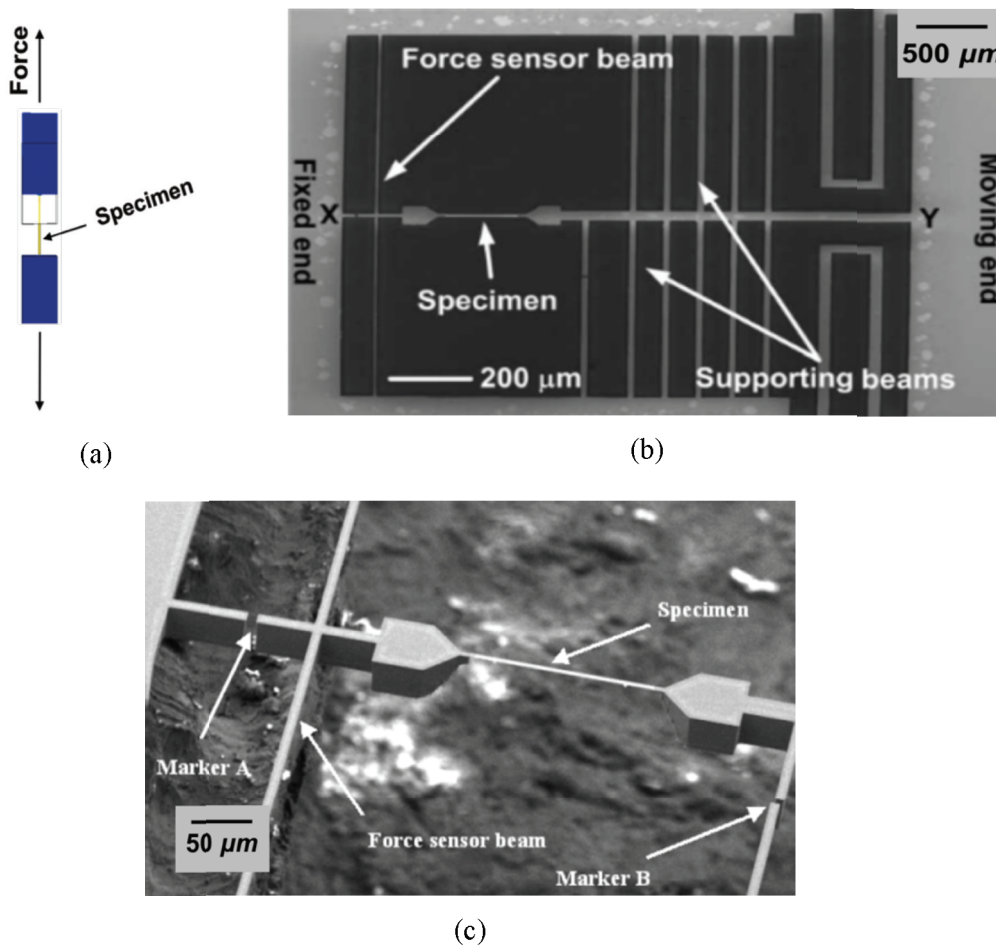 Force
Specimen
(a)
500 μm
Force sensor
beam
Fixed end
X
Y
Moving end
Specimen
200 μm
Supporting beams
(b)
Specimen
Marker A
50 μm
Force sensor beam
Marker B
(c)